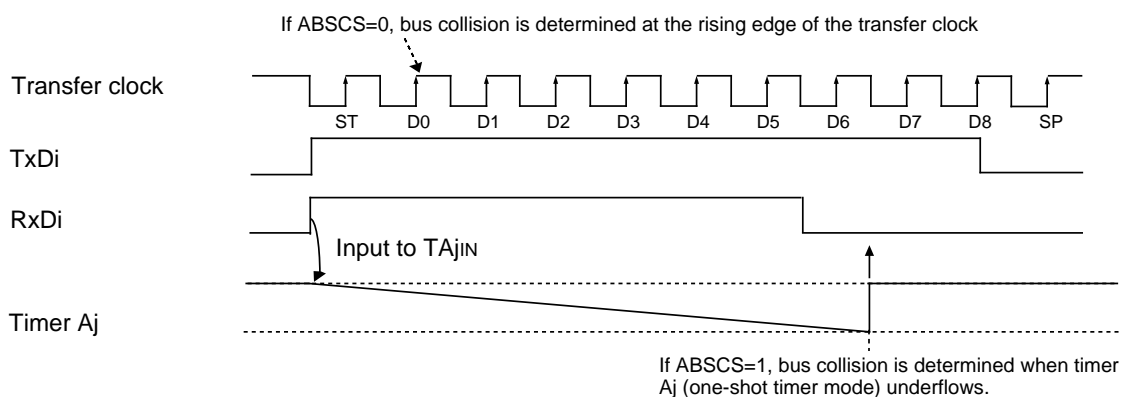 If ABSCS=0, bus collision is determined at the rising edge of the transfer clock
Transfer clock
ST D0 D1 D2 D3 D4 D5 D6 D7 D8 SP
TxDi
RxDi
Input to TAjIN
Timer Aj
If ABSCS=1, bus collision is determined when timer
Aj (one-shot timer mode) underflows.